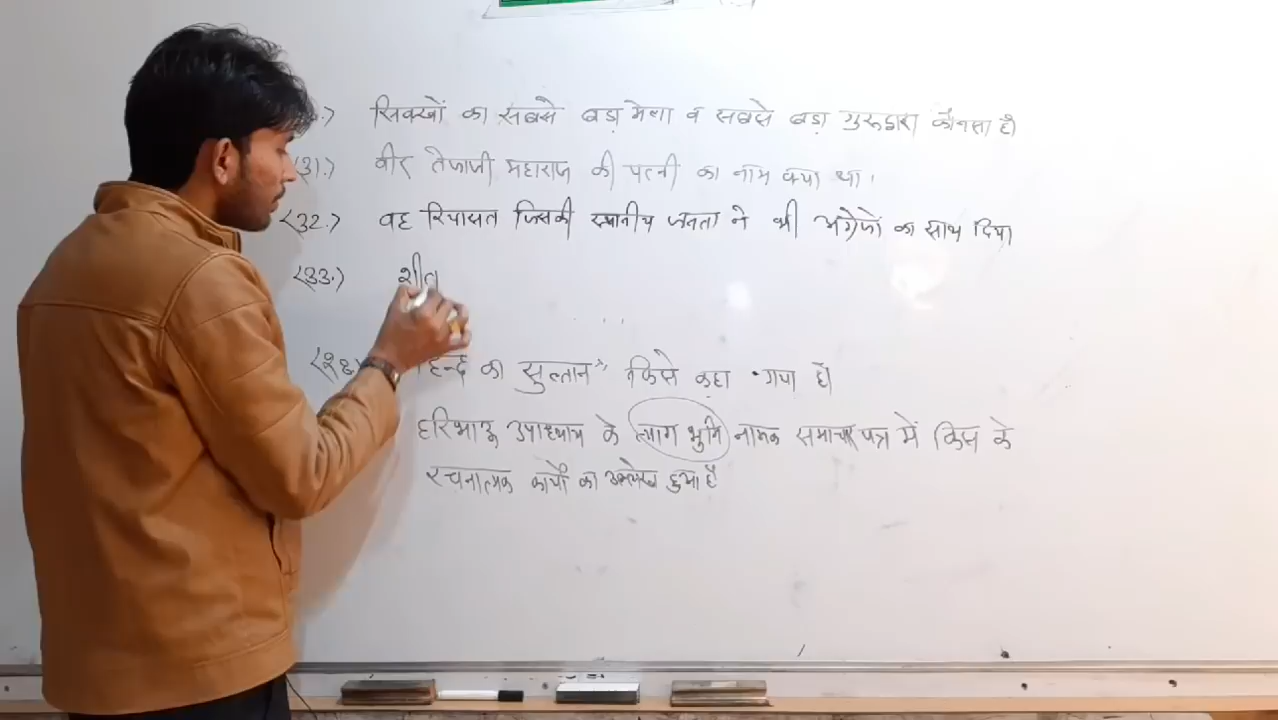 सिक्खों का सबसे बड़ा मेला व सबसे बड़ा गुरुद्वारा कौनसा है
31.) वीर तेजाजी महाराज की पत्नी का नाम क्या था।
<32.) वह रियासत जिसकी स्थानीय जनता ने भी अंग्रेजो का साथ दिया
<33.) शीत
हिन्द का सुल्तान" किसे कहा गया है
हरिभाऊ उपाध्याय के त्याग भुमि नामक समाचार पत्र में किस के
रचनात्मक कार्यों का उल्लेख हुआ है